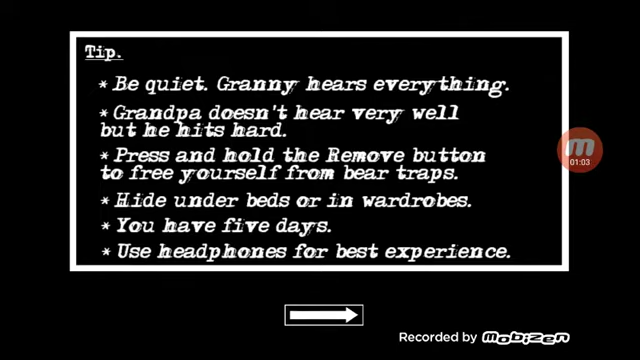 Tip.
* Be quiet. Granny hears everything.
* Grandpa doesn't hear very well
but he hits hard.
* Press and hold the Remove button
to free yourself from bear traps.
* Hide under beds or in wardrobes.
* You have five days.
* Use headphones for best experience.
01:03
Recorded by MOBIZEN